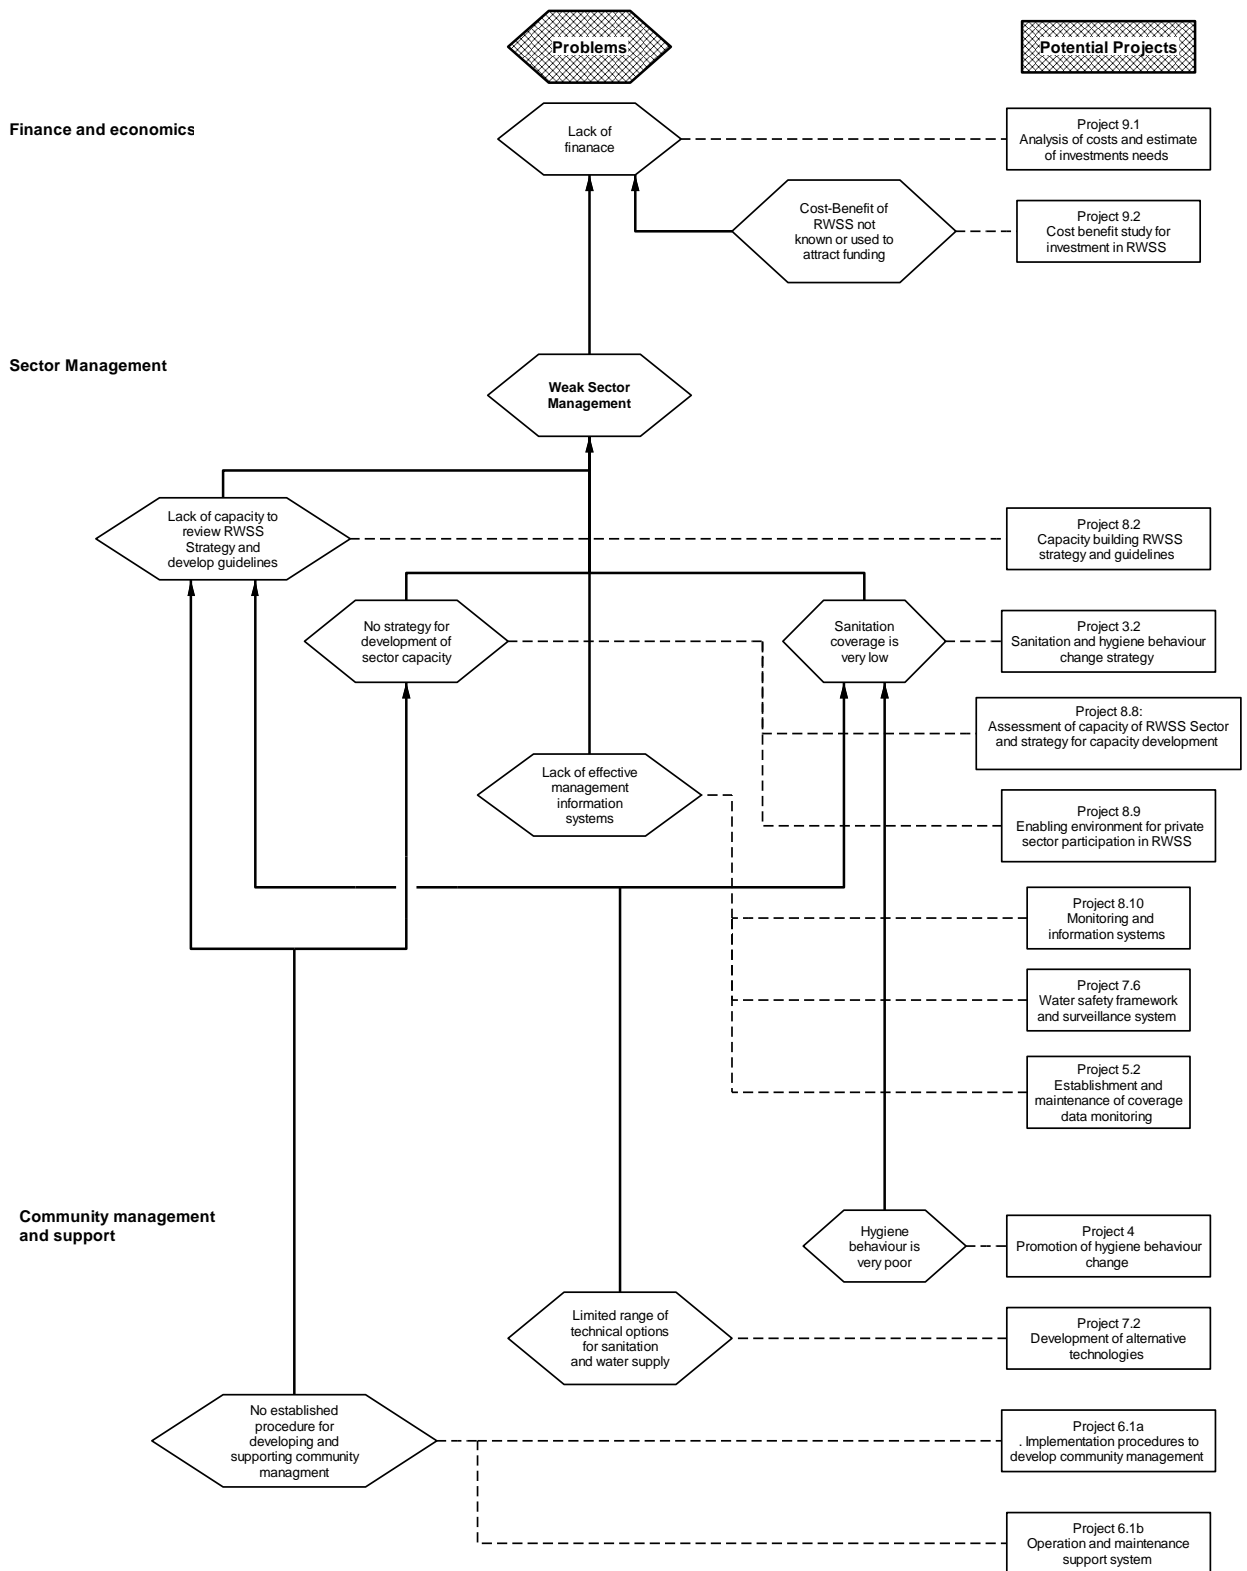 Problems
Potential Projects
Finance and economics
Lack of
finanace
Project 9.1
Analysis of costs and estimate
of investments needs
Cost-Benefit of
RWSS not
known or used to
attract funding
Project 9.2
Cost benefit study for
investment in RWSS
Sector Management
Weak Sector
Management
Lack of capacity to
review RWSS
Strategy and
develop guidelines
Project 8.2
Capacity building RWSS
strategy and guidelines
No strategy for
development of
sector capacity
Sanitation
coverage is
very low
Project 3.2
Sanitation and hygiene behaviour
change strategy
Project 8.8:
Assessment of capacity of RWSS Sector
and strategy for capacity development
Lack of effective
management
information
systems
Project 8.9
Enabling environment for private
sector participation in RWSS
Project 8.10
Monitoring and
information systems
Project 7.6
Water safety framework
and surveillance system
Project 5.2
Establishment and
maintenance of coverage
data monitoring
Community management
and support
Hygiene
behaviour is
very poor
Project 4
Promotion of hygiene behaviour
change
Limited range of
technical options
for sanitation
and water supply
Project 7.2
Development of alternative
technologies
No established
procedure for
developing and
supporting community
managment
Project 6.1a
. Implementation procedures to
develop community management
Project 6.1b
Operation and maintenance
support system